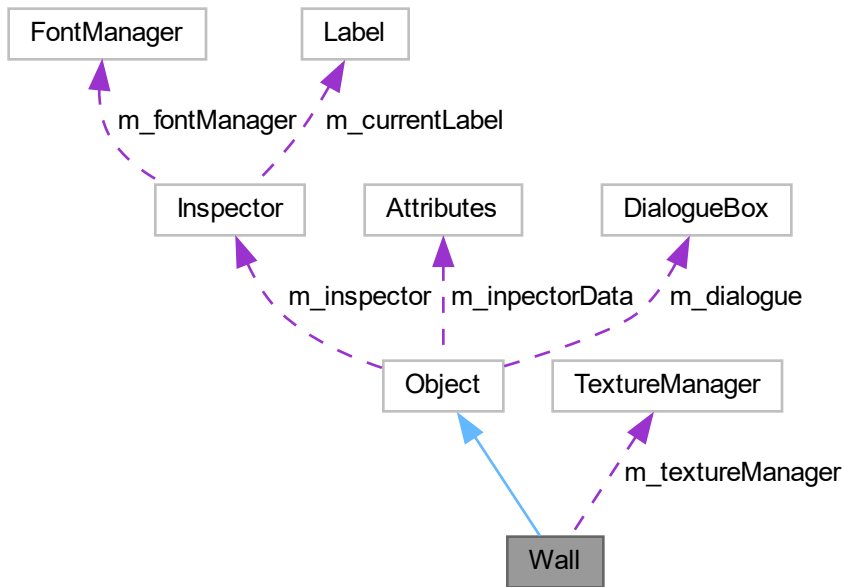 FontManager
Label
m_fontManager
m_currentLabel
Inspector
Attributes
DialogueBox
m_inspector
m_inpectorData
m_dialogue
Object
TextureManager
m_textureManager
Wall